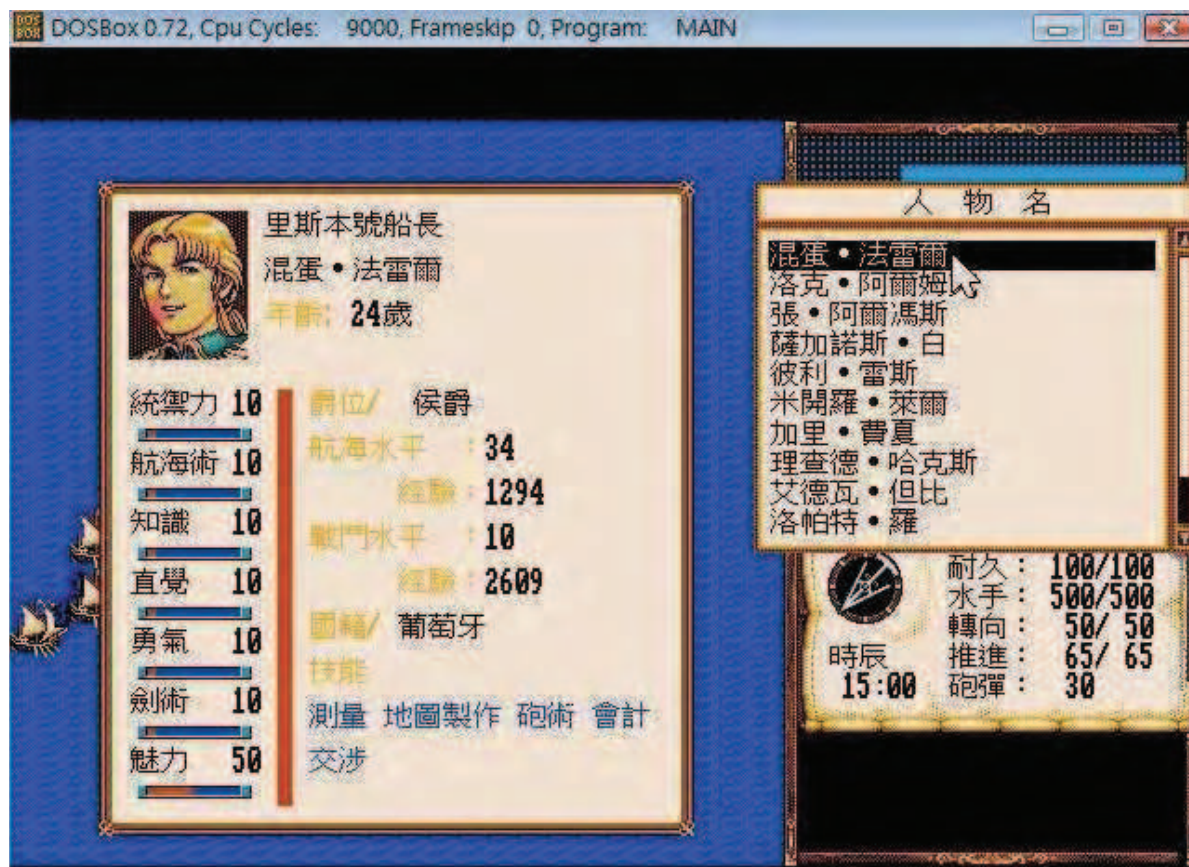 DOSBox 0.72, Cpu Cycles: 9000, Frameskip 0, Program: MAIN
里斯本號船長
混蛋•法雷爾
年齡: 24歲
統禦力 10
航海術 10
知識 10
直覺 10
勇氣 10
劍術 10
魅力 50
爵位/ 侯爵
航海水平 : 34
經驗 : 1294
戰鬥水平 : 10
經驗 : 2609
國籍/ 葡萄牙
技能
測量 地圖製作 砲術 會計
交涉
人物名
混蛋•法雷爾
洛克•阿爾姆
張•阿爾馮斯
薩加諾斯•白
彼利•雷斯
米開羅•萊爾
加里•費夏
理查德•哈克斯
艾德瓦•但比
洛帕特•羅
時辰
15:00
耐久: 100/100
水手: 500/500
轉向: 50/ 50
推進: 65/ 65
砲彈: 30